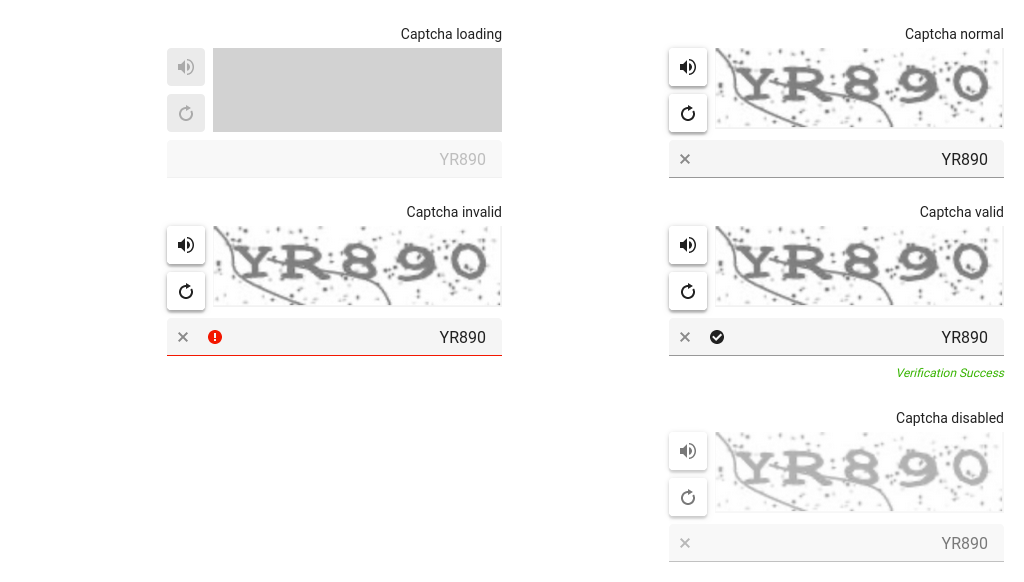 Captcha normal
YR890
YR890
Captcha loading
YR890
Captcha valid
YR890
YR890
Verification Success
Captcha invalid
YR890
YR890
Captcha disabled
YR890
YR890